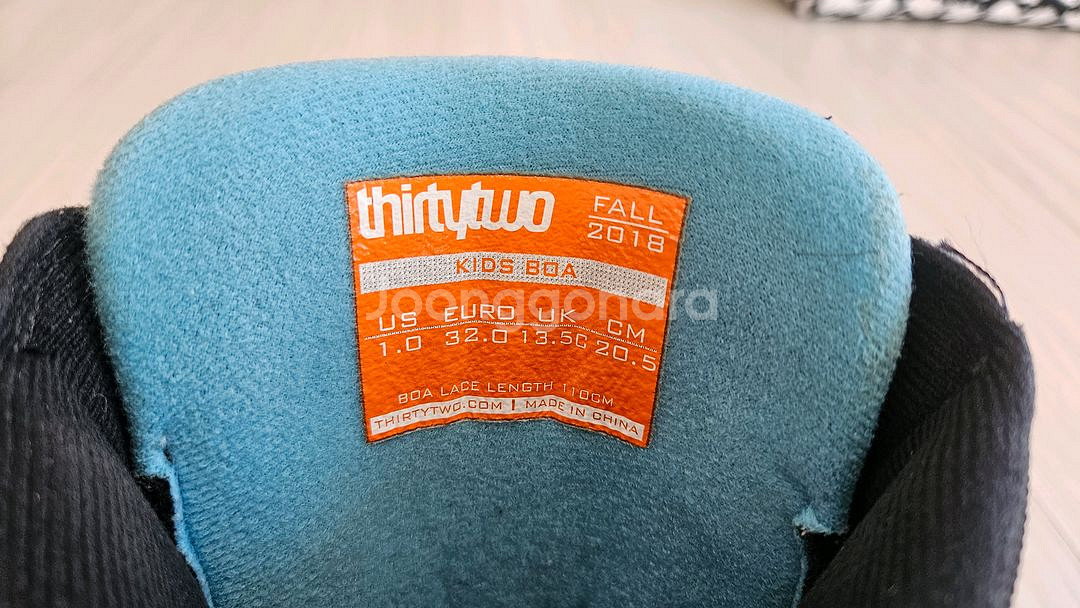 thirtytwo
FALL
2018
KIDS BOA
Joonggonara
US EURO UK CM
1.0 32.0 13.5C 20.5
BOA LACE LENGTH 110CM
THIRTYTWO.COM | MADE IN CHINA